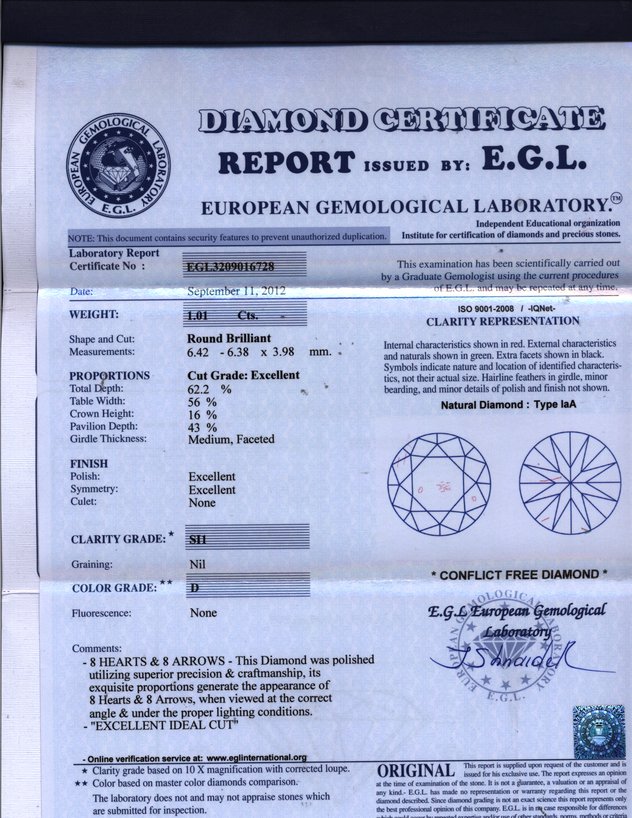 DIAMOND CERTIFICATE
REPORT ISSUED BY: E.G.L.
EUROPEAN GEMOLOGICAL LABORATORY.™
EUROPEAN GEMOLOGICAL LABORATORY
E.G.L.
Independent Educational organization
Institute for certification of diamonds and precious stones.
NOTE: This document contains security features to prevent unauthorized duplication.
Laboratory Report
Certificate No : EGL3209016728
Date: September 11, 2012
WEIGHT: 1.01 Cts. -
Shape and Cut: Round Brilliant
Measurements: 6.42 - 6.38 x 3.98 mm.
PROPORTIONS Cut Grade: Excellent
Total Depth: 62.2 %
Table Width: 56 %
Crown Height: 16 %
Pavilion Depth: 43 %
Girdle Thickness: Medium, Faceted
FINISH
Polish: Excellent
Symmetry: Excellent
Culet: None
CLARITY GRADE: * SI1
Graining: Nil
COLOR GRADE: ** D
Fluorescence: None
Comments:
- 8 HEARTS & 8 ARROWS - This Diamond was polished
utilizing superior precision & craftmanship, its
exquisite proportions generate the appearance of
8 Hearts & 8 Arrows, when viewed at the correct
angle & under the proper lighting conditions.
- "EXCELLENT IDEAL CUT"
- Online verification service at: www.eglinternational.org
* Clarity grade based on 10 X magnification with corrected loupe.
** Color based on master color diamonds comparison.
The laboratory does not and may not appraise stones which
are submitted for inspection.
This examination has been scientifically carried out
by a Graduate Gemologist using the current procedures
of E.G.L. and may be repeated at any time.
ISO 9001-2008 / -IQNet-
CLARITY REPRESENTATION
Internal characteristics shown in red. External characteristics
and naturals shown in green. Extra facets shown in black.
Symbols indicate nature and location of identified characteris-
tics, not their actual size. Hairline feathers in girdle, minor
bearding, and minor details of polish and finish not shown.
Natural Diamond : Type IaA
* CONFLICT FREE DIAMOND *
E.G.L European Gemological
Laboratory
EUROPEAN GEMOLOGICAL LABORATORY
E.G.L.
ORIGINAL This report is supplied upon request of the customer and is
issued for his exclusive use. The report expresses an opinion
at the time of examination of the stone. It is not a guarantee, a valuation or an appraisal of
any kind.- E.G.L. has made no representation or warranty regarding this report or the
diamond described. Since diamond grading is not an exact science this report represents only
the best professional opinion of this company. E.G.L. is in no case responsible for differences